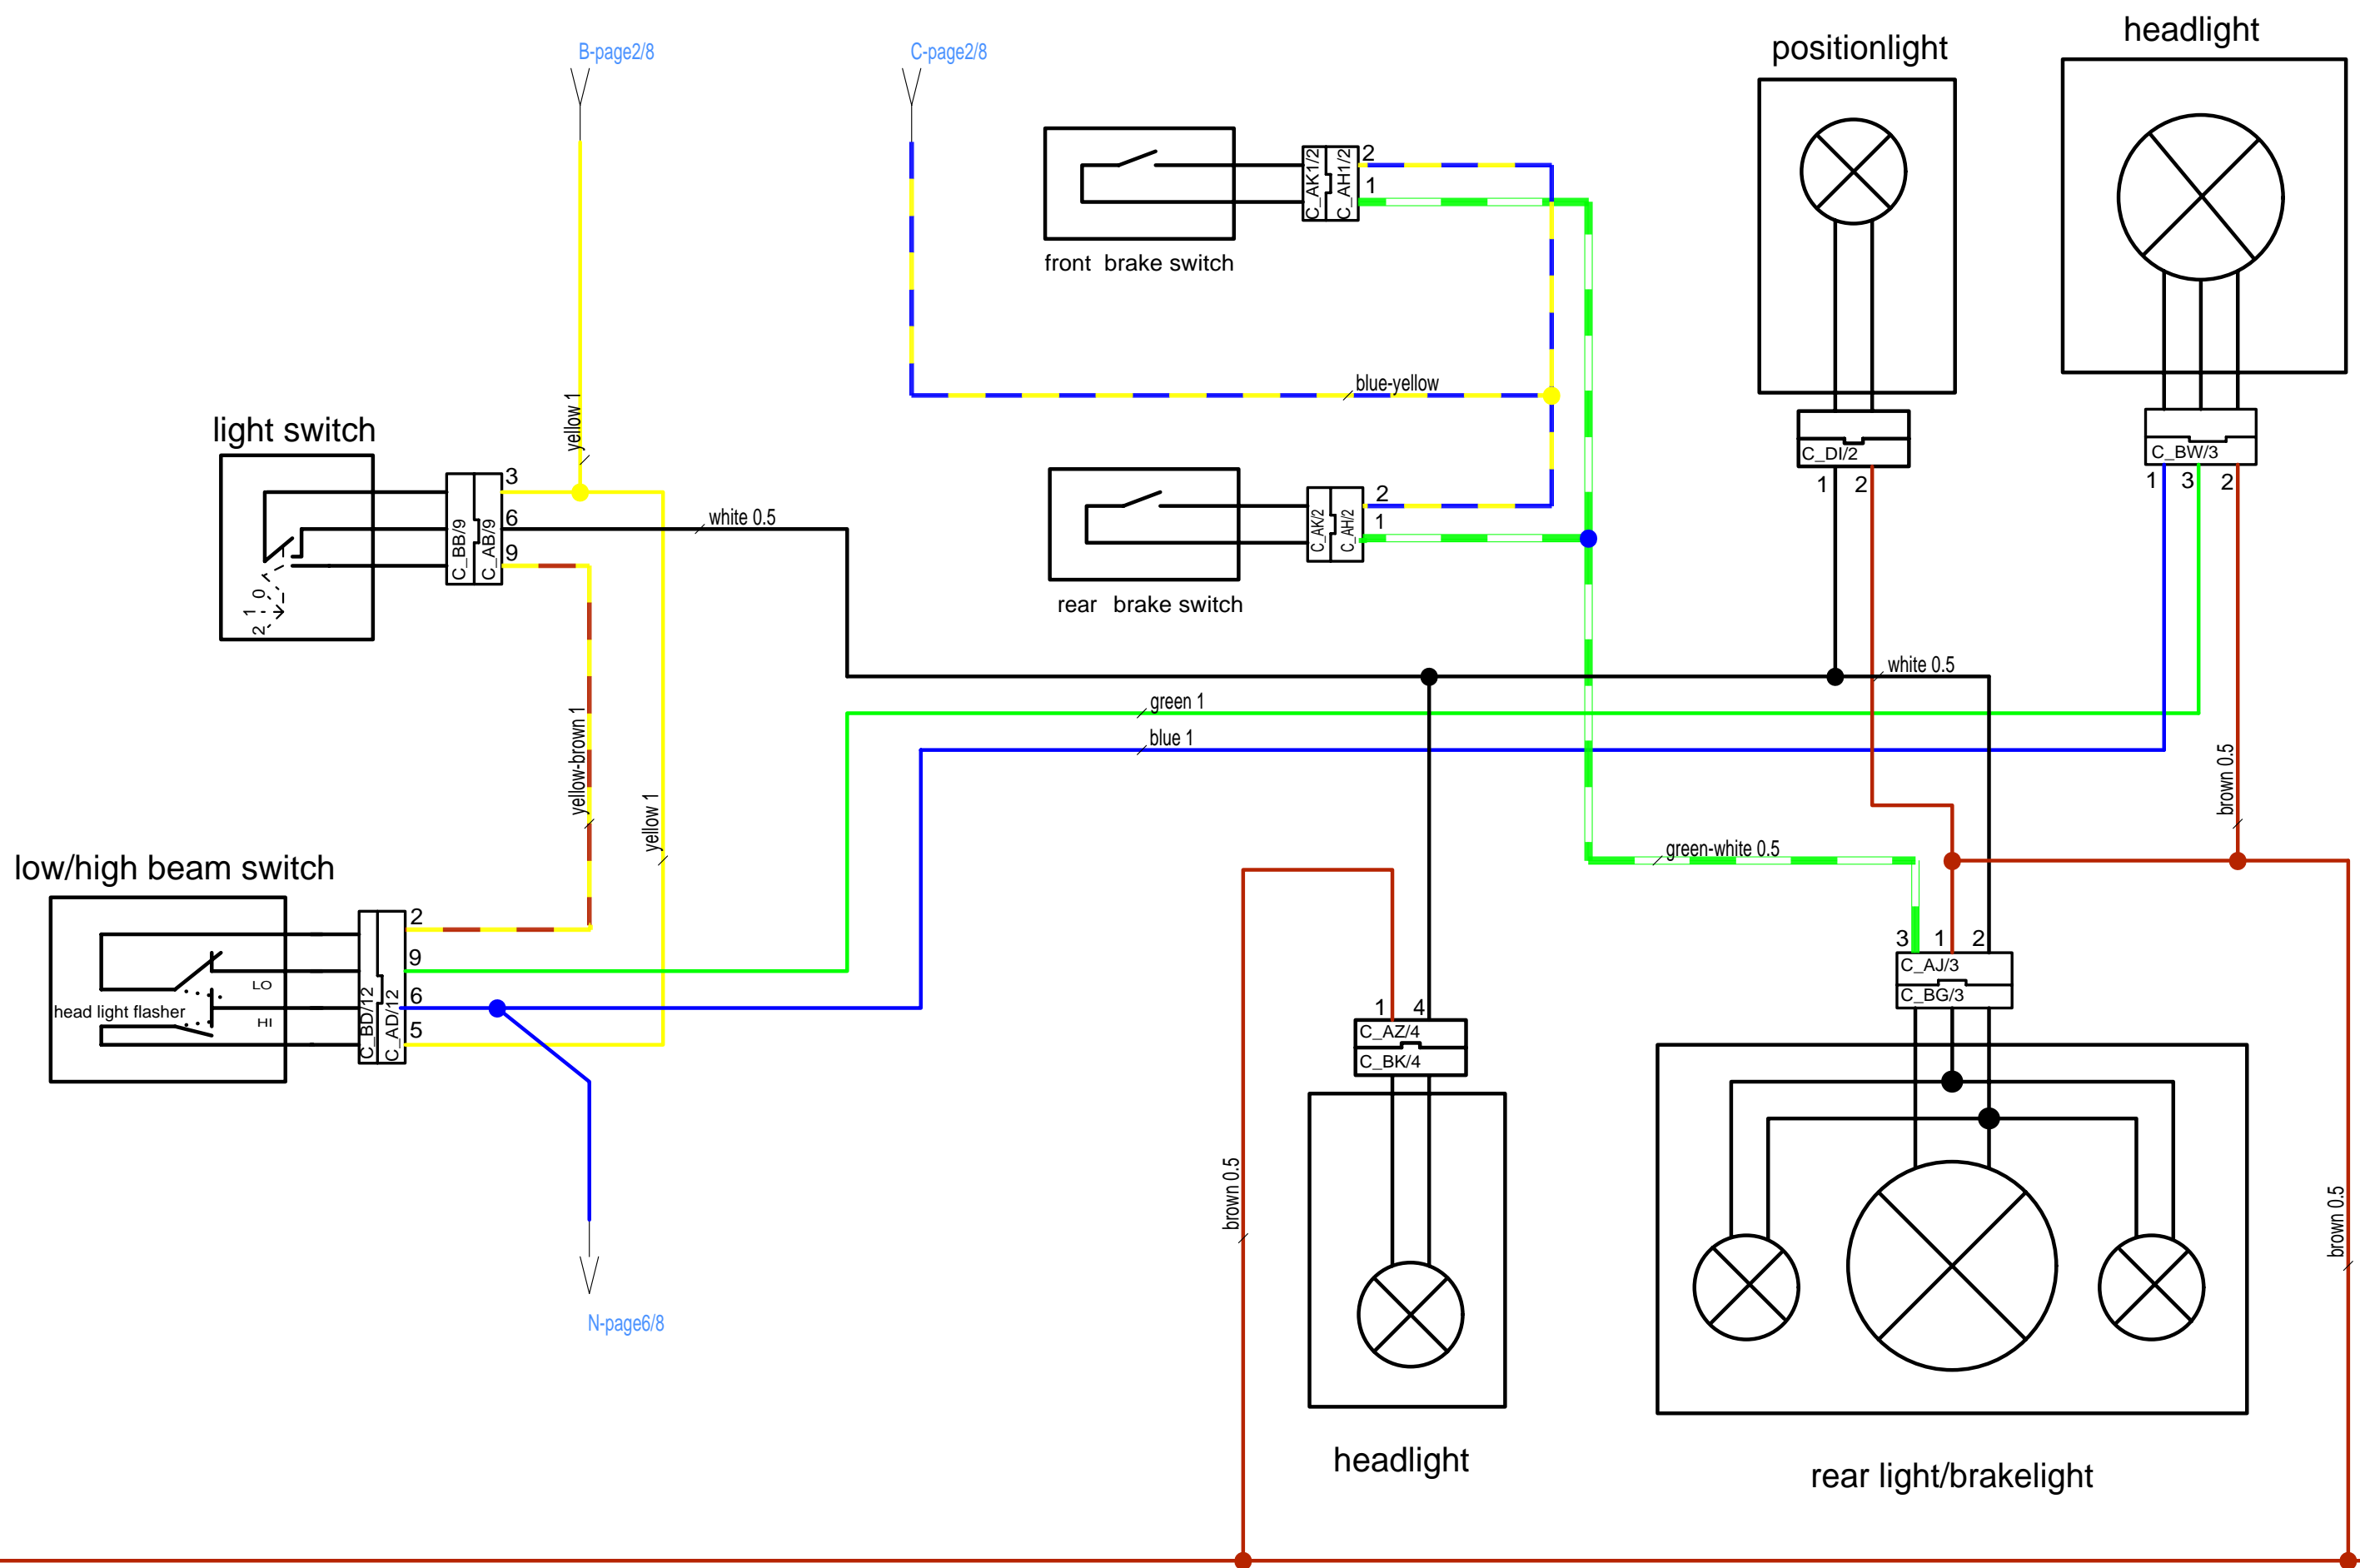 headlight
positionlight
B-page2/8
C-page2/8
C_AK1/2
C_AH1/2
2
1
front brake switch
blue-yellow
yellow 1
light switch
C_DI/2
1
2
C_BW/3
1
3
2
C_BB/9
C_AB/9
3
6
9
white 0.5
0
1
2
C_AK/2
C_AH/2
2
1
rear brake switch
white 0.5
green 1
blue 1
yellow-brown 1
yellow 1
brown 0.5
green-white 0.5
low/high beam switch
LO
head light flasher
HI
C_BD/12
C_AD/12
2
9
6
5
3
1
2
C_AJ/3
C_BG/3
1
4
C_AZ/4
C_BK/4
brown 0.5
brown 0.5
N-page6/8
headlight
rear light/brakelight